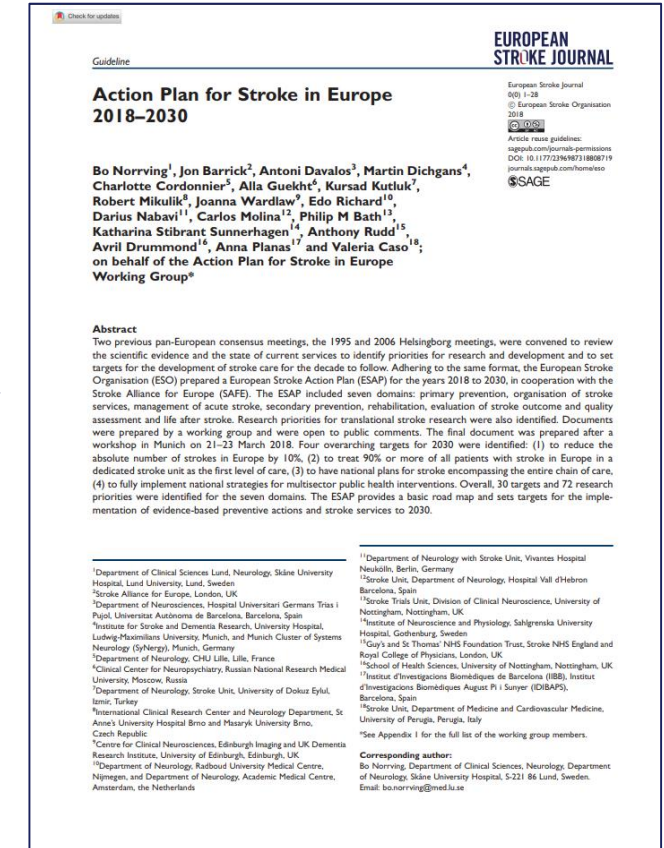 Check for updates
Guideline
EUROPEAN
STROKE JOURNAL
Action Plan for Stroke in Europe
2018–2030
European Stroke Journal
0(0) 1–28
© European Stroke Organisation
2018
Article reuse guidelines:
sagepub.com/journals-permissions
DOI: 10.1177/2396987318808719
journals.sagepub.com/home/eso
SAGE
Bo Norrving1, Jon Barrick2, Antoni Davalos3, Martin Dichgans4,
Charlotte Cordonnier5, Alla Guekht6, Kursad Kutluk7,
Robert Mikulik8, Joanna Wardlaw9, Edo Richard10,
Darius Nabavi11, Carlos Molina12, Philip M Bath13,
Katharina Stibrant Sunnerhagen14, Anthony Rudd15,
Avril Drummond16, Anna Planas17 and Valeria Caso18;
on behalf of the Action Plan for Stroke in Europe
Working Group*
Abstract
Two previous pan-European consensus meetings, the 1995 and 2006 Helsingborg meetings, were convened to review
the scientific evidence and the state of current services to identify priorities for research and development and to set
targets for the development of stroke care for the decade to follow. Adhering to the same format, the European Stroke
Organisation (ESO) prepared a European Stroke Action Plan (ESAP) for the years 2018 to 2030, in cooperation with the
Stroke Alliance for Europe (SAFE). The ESAP included seven domains: primary prevention, organisation of stroke
services, management of acute stroke, secondary prevention, rehabilitation, evaluation of stroke outcome and quality
assessment and life after stroke. Research priorities for translational stroke research were also identified. Documents
were prepared by a working group and were open to public comments. The final document was prepared after a
workshop in Munich on 21–23 March 2018. Four overarching targets for 2030 were identified: (1) to reduce the
absolute number of strokes in Europe by 10%, (2) to treat 90% or more of all patients with stroke in Europe in a
dedicated stroke unit as the first level of care, (3) to have national plans for stroke encompassing the entire chain of care,
(4) to fully implement national strategies for multisector public health interventions. Overall, 30 targets and 72 research
priorities were identified for the seven domains. The ESAP provides a basic road map and sets targets for the imple-
mentation of evidence-based preventive actions and stroke services to 2030.
1Department of Clinical Sciences Lund, Neurology, Skåne University
Hospital, Lund University, Lund, Sweden
2Stroke Alliance for Europe, London, UK
3Department of Neurosciences, Hospital Universitari Germans Trias i
Pujol, Universitat Autònoma de Barcelona, Barcelona, Spain
4Institute for Stroke and Dementia Research, University Hospital,
Ludwig-Maximilians University, Munich, and Munich Cluster of Systems
Neurology (SyNergy), Munich, Germany
5Department of Neurology, CHU Lille, Lille, France
6Clinical Center for Neuropsychiatry, Russian National Research Medical
University, Moscow, Russia
7Department of Neurology, Stroke Unit, University of Dokuz Eylul,
Izmir, Turkey
8International Clinical Research Center and Neurology Department, St
Anne's University Hospital Brno and Masaryk University Brno,
Czech Republic
9Centre for Clinical Neurosciences, Edinburgh Imaging and UK Dementia
Research Institute, University of Edinburgh, Edinburgh, UK
10Department of Neurology, Radboud University Medical Centre,
Nijmegen, and Department of Neurology, Academic Medical Centre,
Amsterdam, the Netherlands
11Department of Neurology with Stroke Unit, Vivantes Hospital
Neukölln, Berlin, Germany
12Stroke Unit, Department of Neurology, Hospital Vall d'Hebron
Barcelona, Spain
13Stroke Trials Unit, Division of Clinical Neuroscience, University of
Nottingham, Nottingham, UK
14Institute of Neuroscience and Physiology, Sahlgrenska University
Hospital, Gothenburg, Sweden
15Guy's and St Thomas' NHS Foundation Trust, Stroke NHS England and
Royal College of Physicians, London, UK
16School of Health Sciences, University of Nottingham, Nottingham, UK
17Institut d'Investigacions Biomèdiques de Barcelona (IIBB), Institut
d'Investigacions Biomèdiques August Pi i Sunyer (IDIBAPS),
Barcelona, Spain
18Stroke Unit, Department of Medicine and Cardiovascular Medicine,
University of Perugia, Perugia, Italy
*See Appendix 1 for the full list of the working group members.
Corresponding author:
Bo Norrving, Department of Clinical Sciences, Neurology, Department
of Neurology, Skåne University Hospital, S-221 86 Lund, Sweden.
Email: bo.norrving@med.lu.se